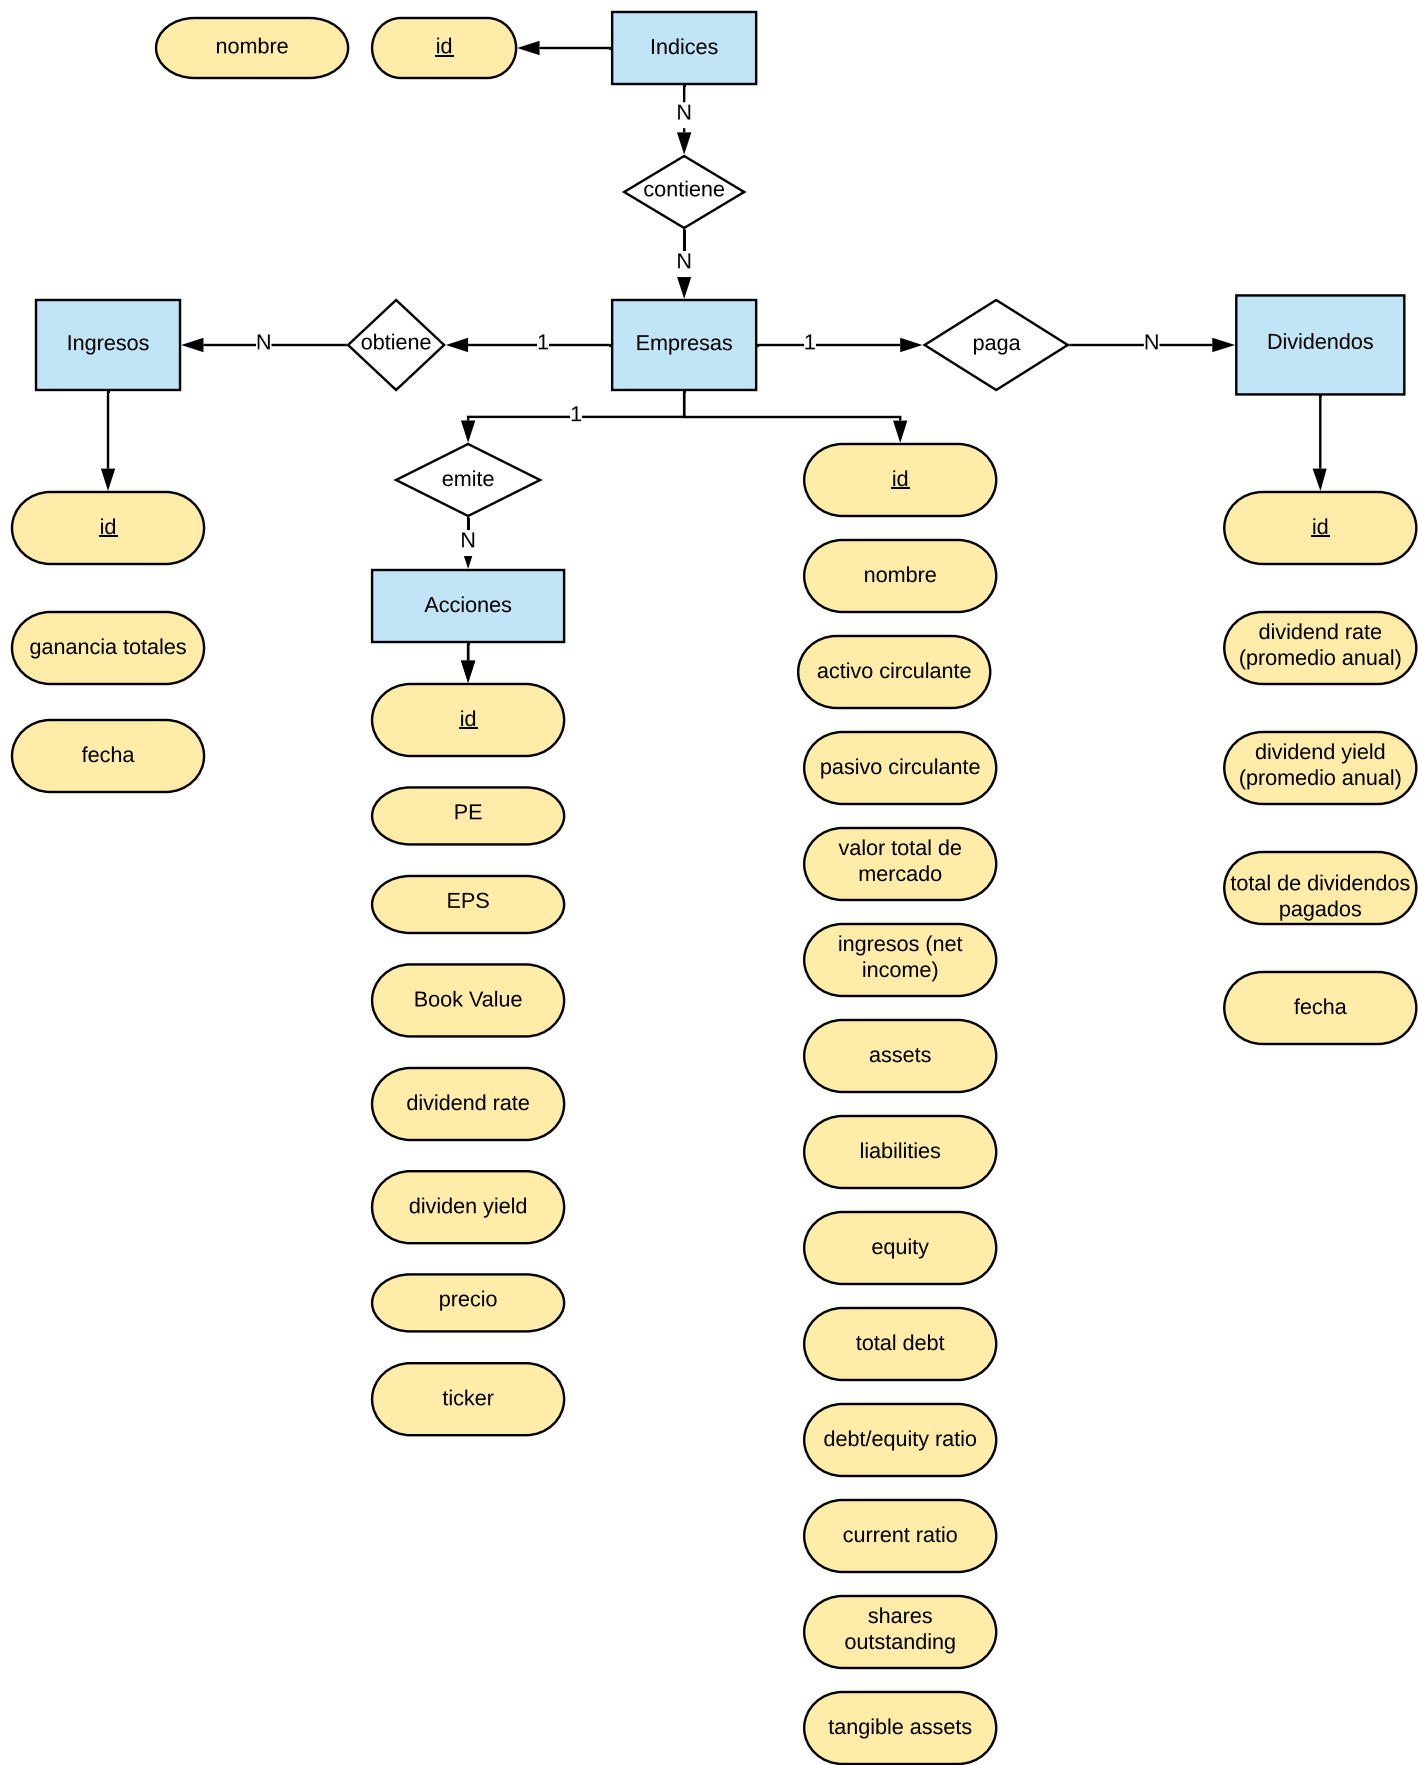 nombre
id
Indices
N
contiene
N
Ingresos
N
obtiene
1
Empresas
1
paga
N
Dividendos
1
emite
N
Acciones
id
ganancia totales
fecha
id
PE
EPS
Book Value
dividend rate
dividen yield
precio
ticker
id
nombre
activo circulante
pasivo circulante
valor total de
mercado
ingresos (net
income)
assets
liabilities
equity
total debt
debt/equity ratio
current ratio
shares
outstanding
tangible assets
id
dividend rate
(promedio anual)
dividend yield
(promedio anual)
total de dividendos
pagados
fecha